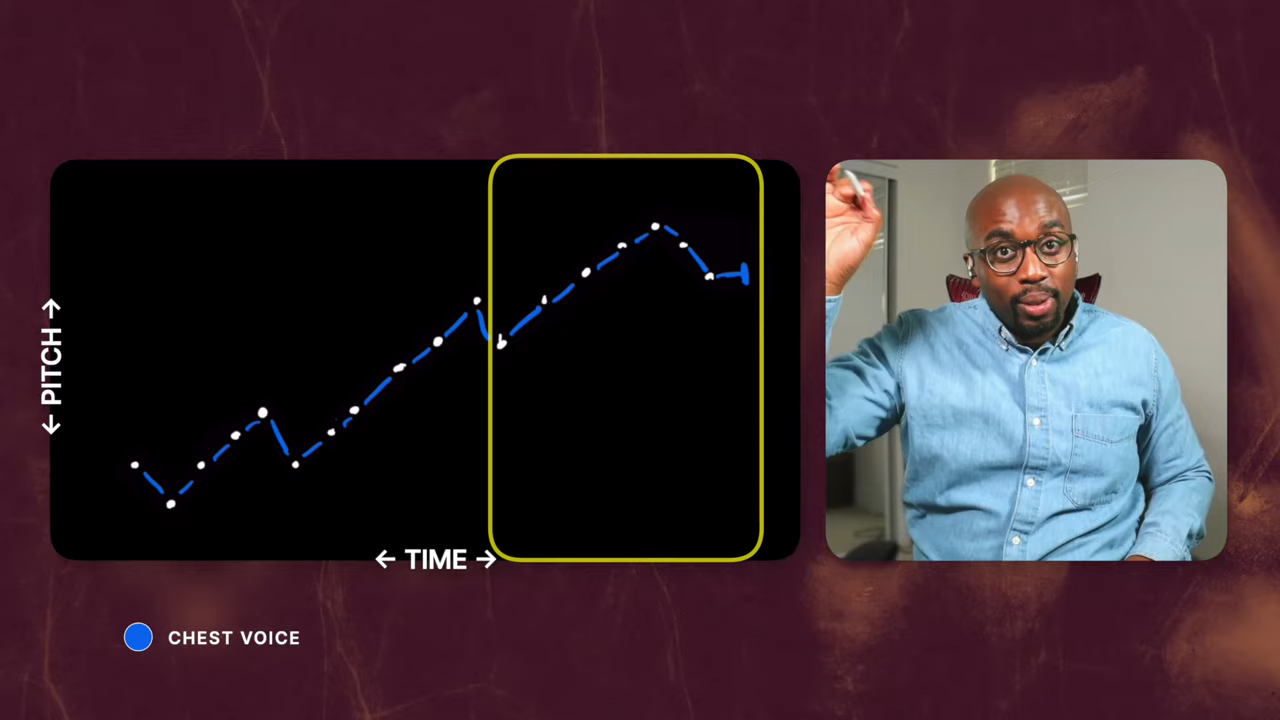 ← PITCH →
← TIME →
CHEST VOICE